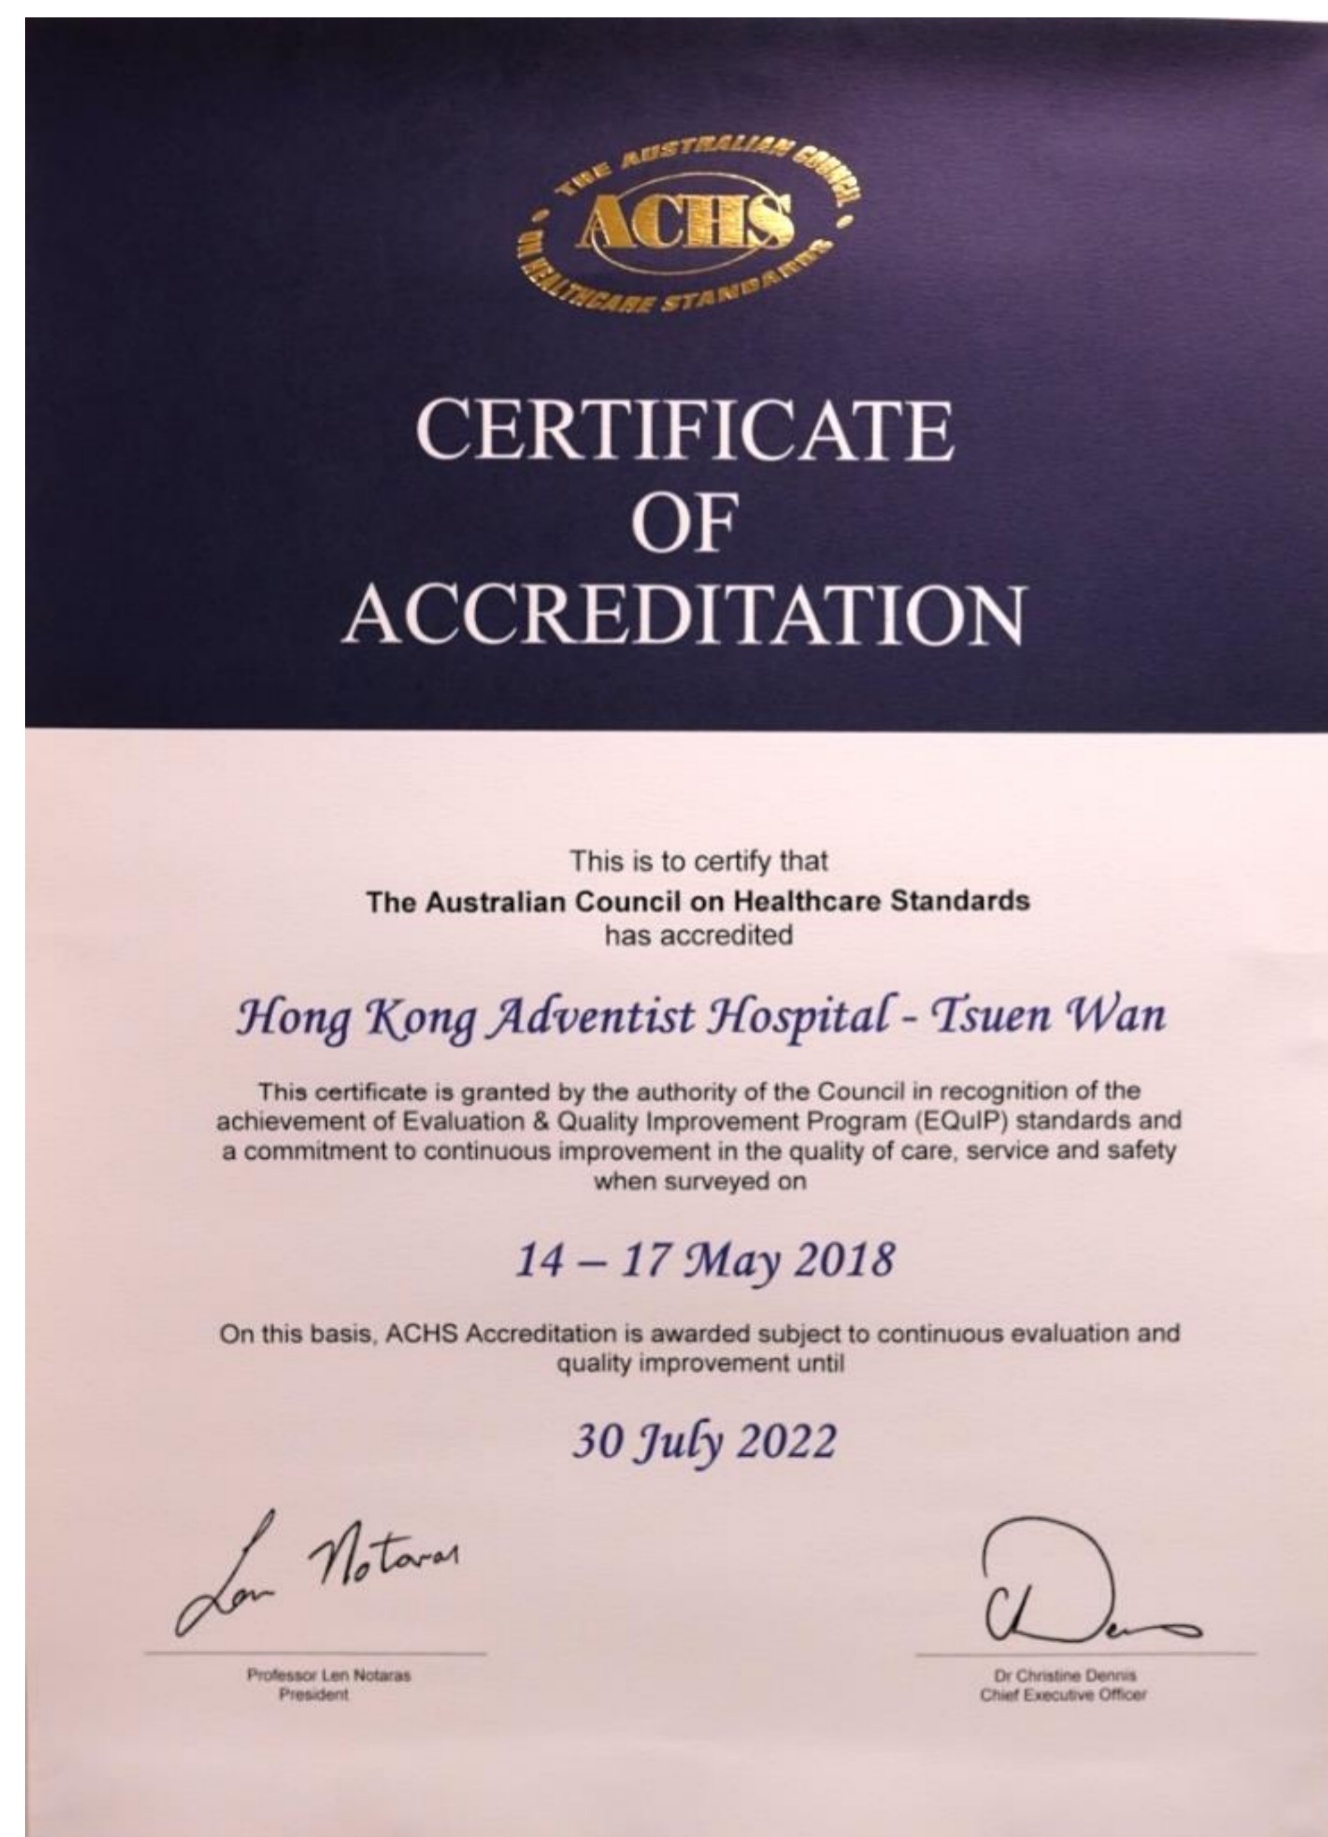 THE AUSTRALIAN COUNCIL
ACHS
ON HEALTHCARE STANDARDS
CERTIFICATE
OF
ACCREDITATION
This is to certify that
The Australian Council on Healthcare Standards
has accredited
Hong Kong Adventist Hospital - Tsuen Wan
This certificate is granted by the authority of the Council in recognition of the
achievement of Evaluation & Quality Improvement Program (EQuIP) standards and
a commitment to continuous improvement in the quality of care, service and safety
when surveyed on
14 – 17 May 2018
On this basis, ACHS Accreditation is awarded subject to continuous evaluation and
quality improvement until
30 July 2022
Len Notaras
CDennis
Professor Len Notaras
President
Dr Christine Dennis
Chief Executive Officer